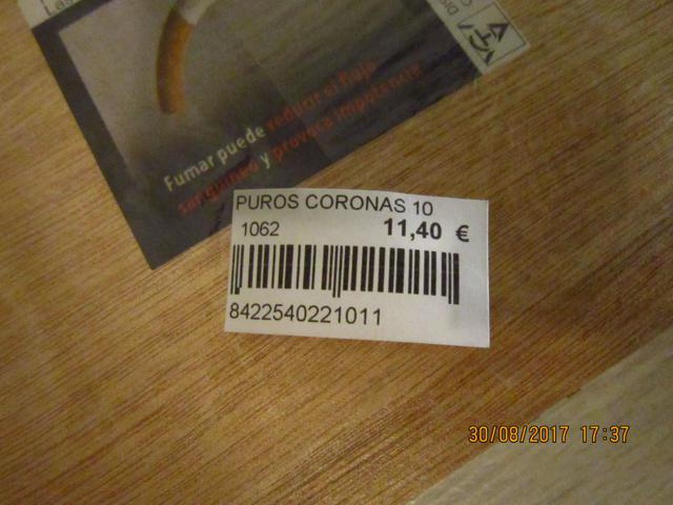 Fumar puede reducir el flujo
sanguíneo y provoca impotencia
PUROS CORONAS 10
1062 11,40 €
8422540221011
30/08/2017 17:37